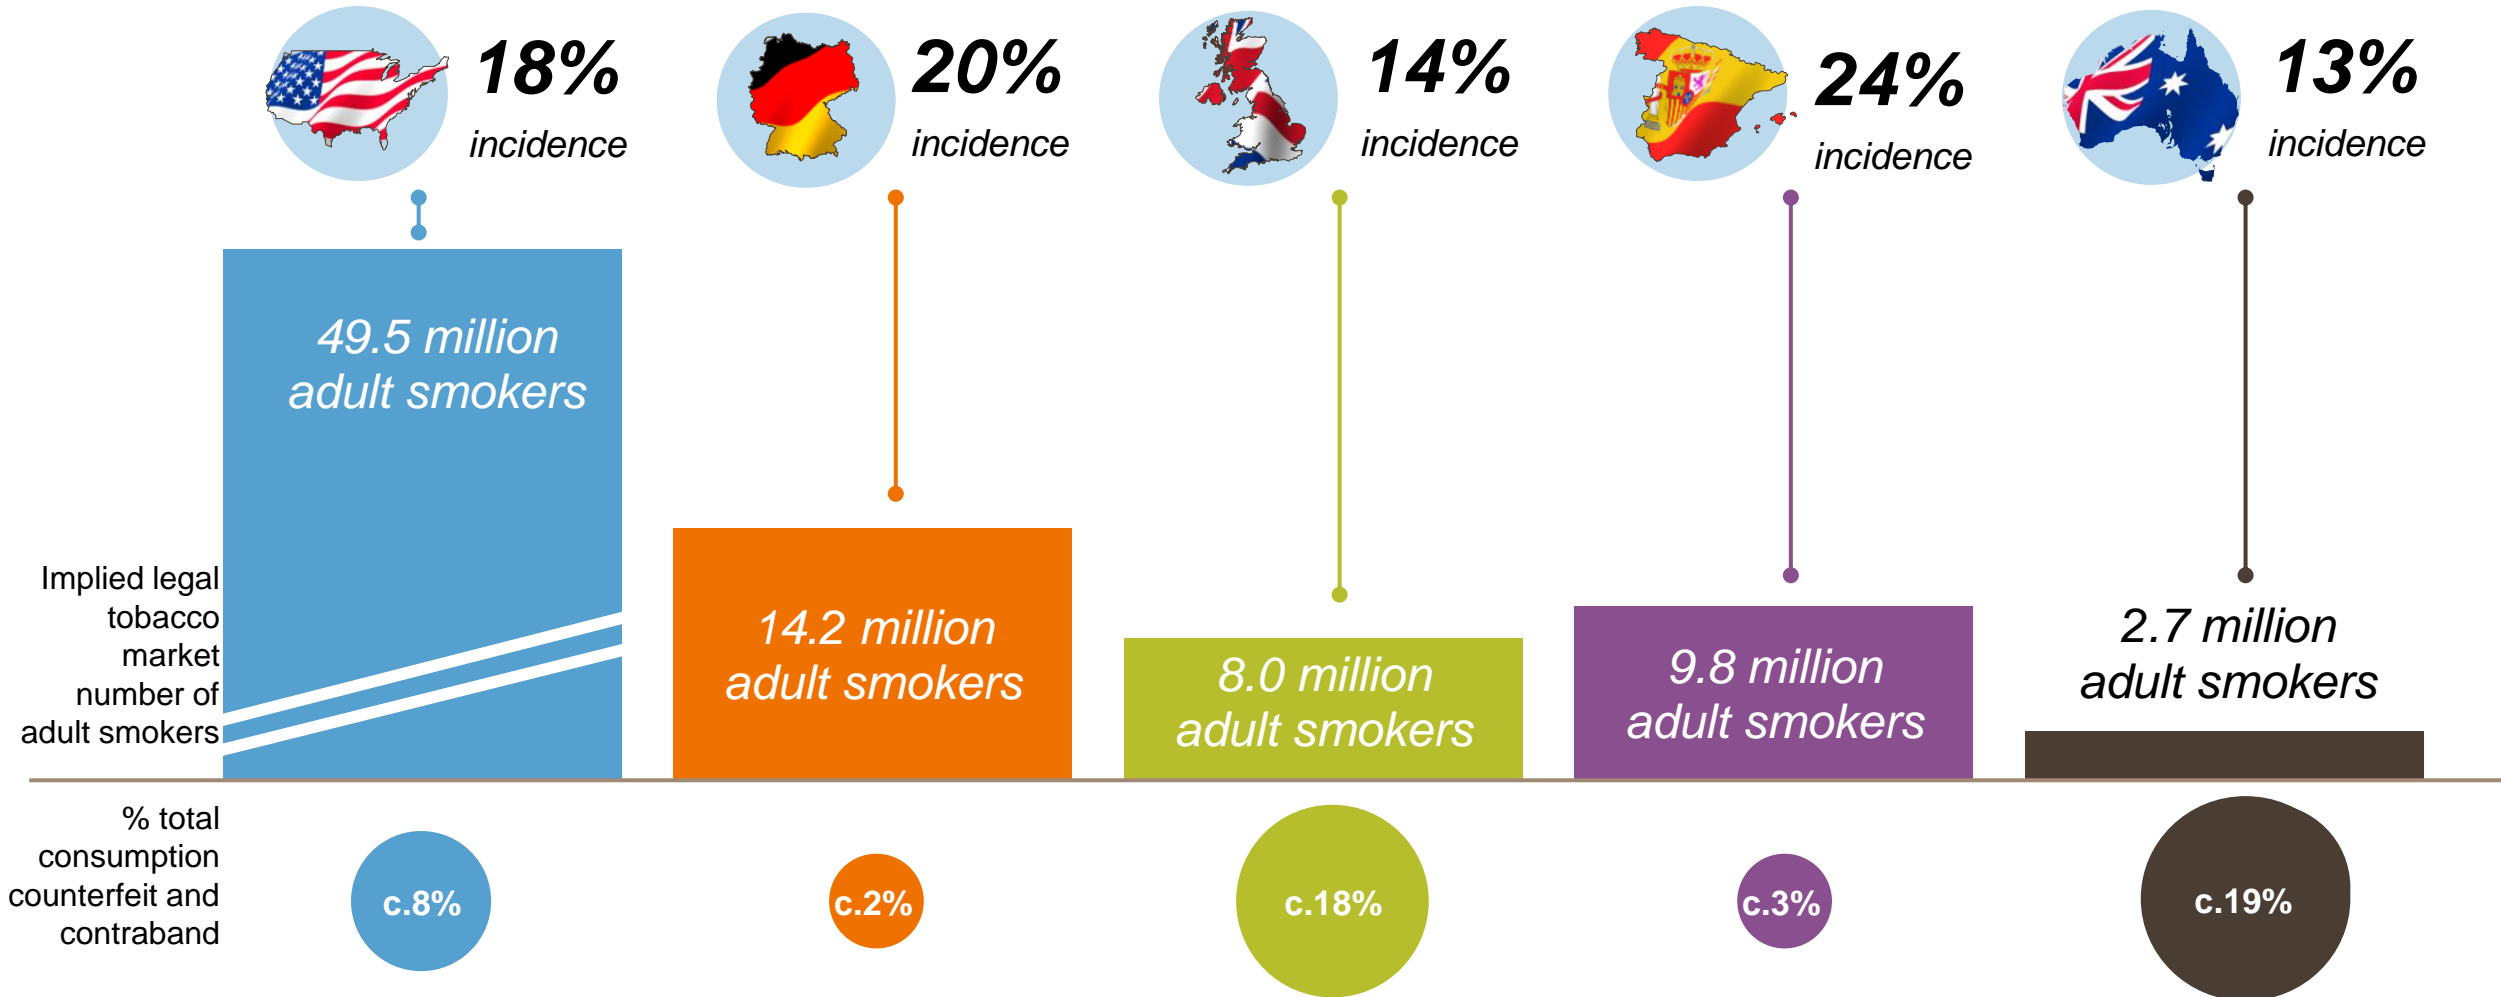 18%
incidence
20%
incidence
14%
incidence
24%
incidence
13%
incidence
49.5 million
adult smokers
14.2 million
adult smokers
8.0 million
adult smokers
9.8 million
adult smokers
2.7 million
adult smokers
Implied legal
tobacco
market
number of
adult smokers
% total
consumption
counterfeit and
contraband
c.8%
c.2%
c.18%
c.3%
c.19%